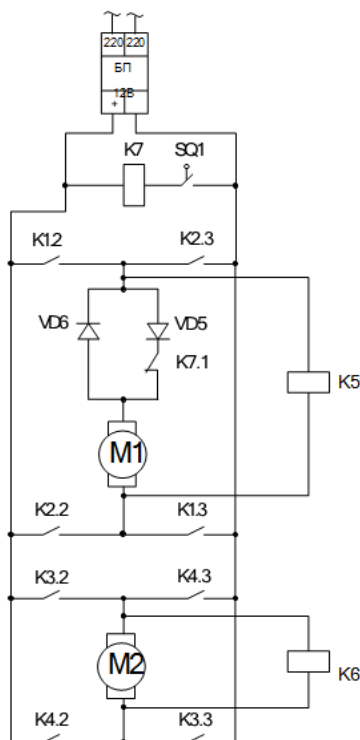 220 220
БП
12В
+
K7 SQ1
K1.2 K2.3
VD6 VD5
K7.1
K5
M1
K2.2 K1.3
K3.2 K4.3
M2
K6
K4.2 K3.3